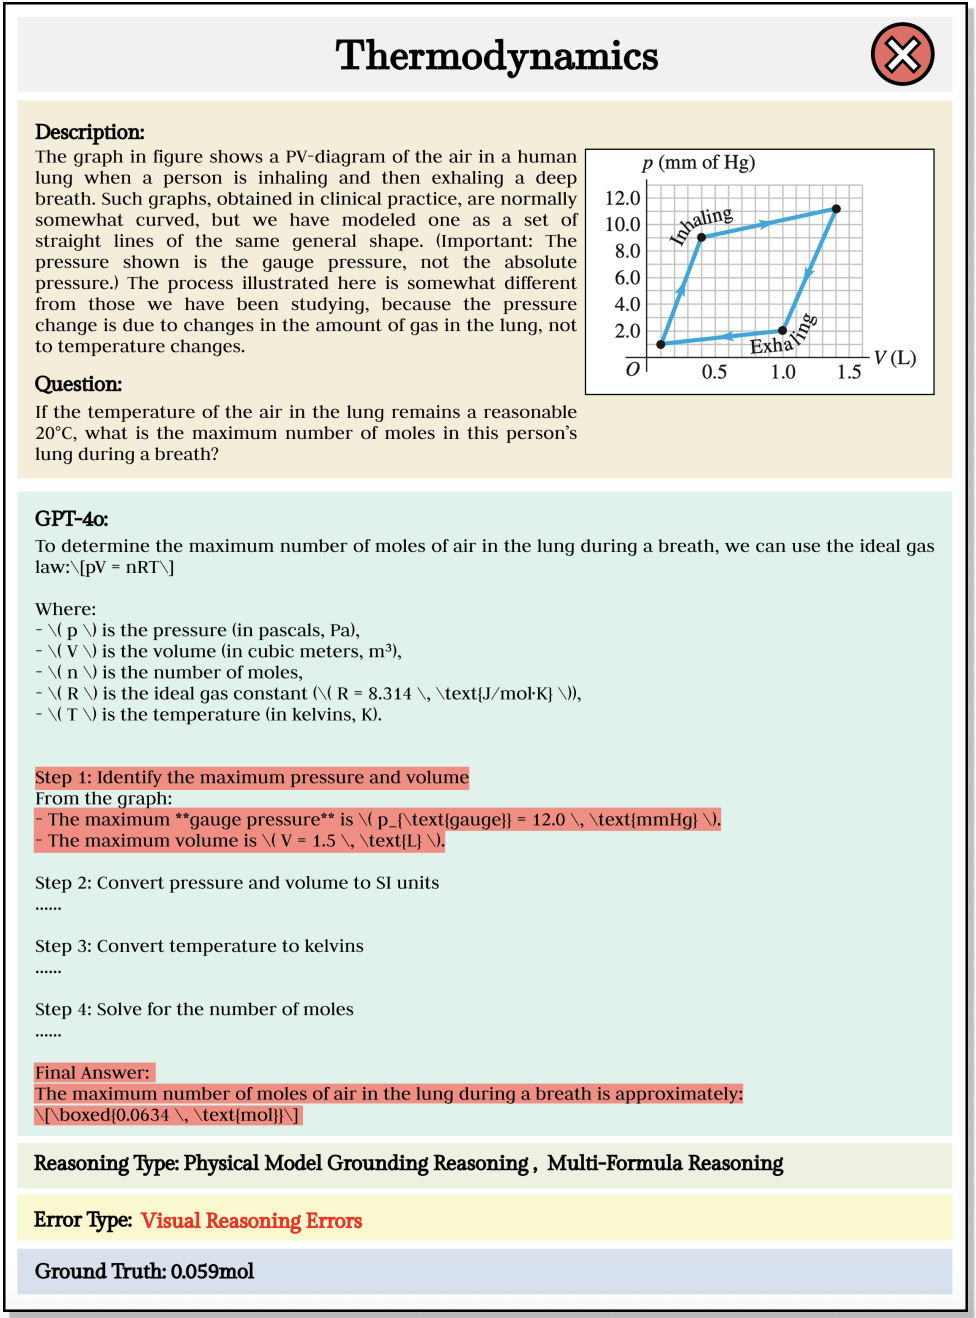 Thermodynamics
Description:
The graph in figure shows a PV-diagram of the air in a human
lung when a person is inhaling and then exhaling a deep
breath. Such graphs, obtained in clinical practice, are normally
somewhat curved, but we have modeled one as a set of
straight lines of the same general shape. (Important: The
pressure shown is the gauge pressure, not the absolute
pressure.) The process illustrated here is somewhat different
from those we have been studying, because the pressure
change is due to changes in the amount of gas in the lung, not
to temperature changes.
Question:
If the temperature of the air in the lung remains a reasonable
20°C, what is the maximum number of moles in this person's
lung during a breath?
p (mm of Hg)
12.0
10.0
8.0
6.0
4.0
2.0
O
0.5
1.0
1.5
V (L)
Inhaling
Exhaling
GPT-4o:
To determine the maximum number of moles of air in the lung during a breath, we can use the ideal gas
law:\[pV = nRT\]
Where:
- \( p \) is the pressure (in pascals, Pa),
- \( V \) is the volume (in cubic meters, m³),
- \( n \) is the number of moles,
- \( R \) is the ideal gas constant (\( R = 8.314 \, \text{J/mol·K} \)),
- \( T \) is the temperature (in kelvins, K).
Step 1: Identify the maximum pressure and volume
From the graph:
- The maximum **gauge pressure** is \( p_{\text{gauge}} = 12.0 \, \text{mmHg} \).
- The maximum volume is \( V = 1.5 \, \text{L} \).
Step 2: Convert pressure and volume to SI units
......
Step 3: Convert temperature to kelvins
......
Step 4: Solve for the number of moles
......
Final Answer:
The maximum number of moles of air in the lung during a breath is approximately:
\[\boxed{0.0634 \, \text{mol}}\]
Reasoning Type: Physical Model Grounding Reasoning , Multi-Formula Reasoning
Error Type: Visual Reasoning Errors
Ground Truth: 0.059mol